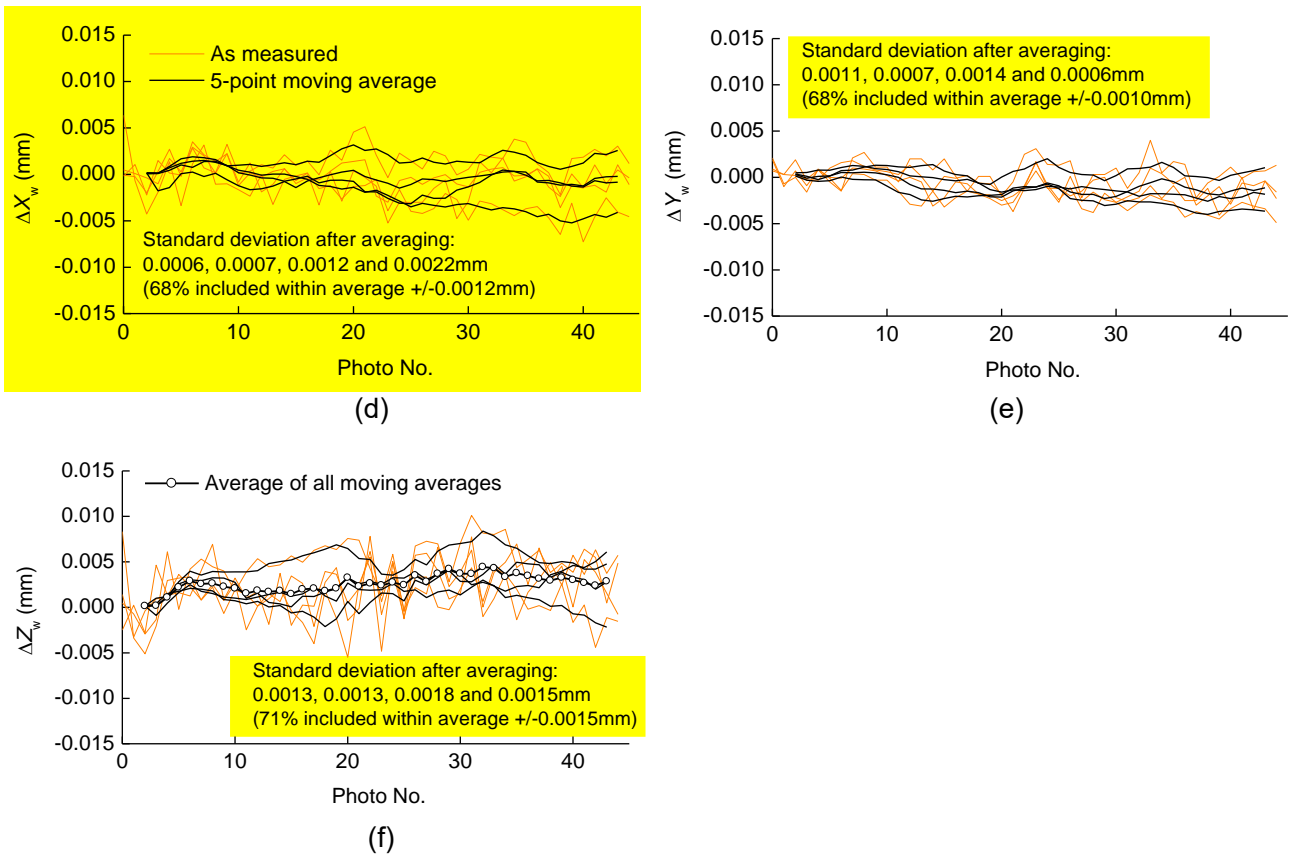 0.015
0.010
0.005
0.000
-0.005
-0.010
-0.015
ΔXw (mm)
As measured
5-point moving average
Standard deviation after averaging:
0.0006, 0.0007, 0.0012 and 0.0022mm
(68% included within average +/-0.0012mm)
0 10 20 30 40
Photo No.
(d)
0.015
0.010
0.005
0.000
-0.005
-0.010
-0.015
ΔYw (mm)
Standard deviation after averaging:
0.0011, 0.0007, 0.0014 and 0.0006mm
(68% included within average +/-0.0010mm)
0 10 20 30 40
Photo No.
(e)
0.015
0.010
0.005
0.000
-0.005
-0.010
-0.015
ΔZw (mm)
Average of all moving averages
Standard deviation after averaging:
0.0013, 0.0013, 0.0018 and 0.0015mm
(71% included within average +/-0.0015mm)
0 10 20 30 40
Photo No.
(f)